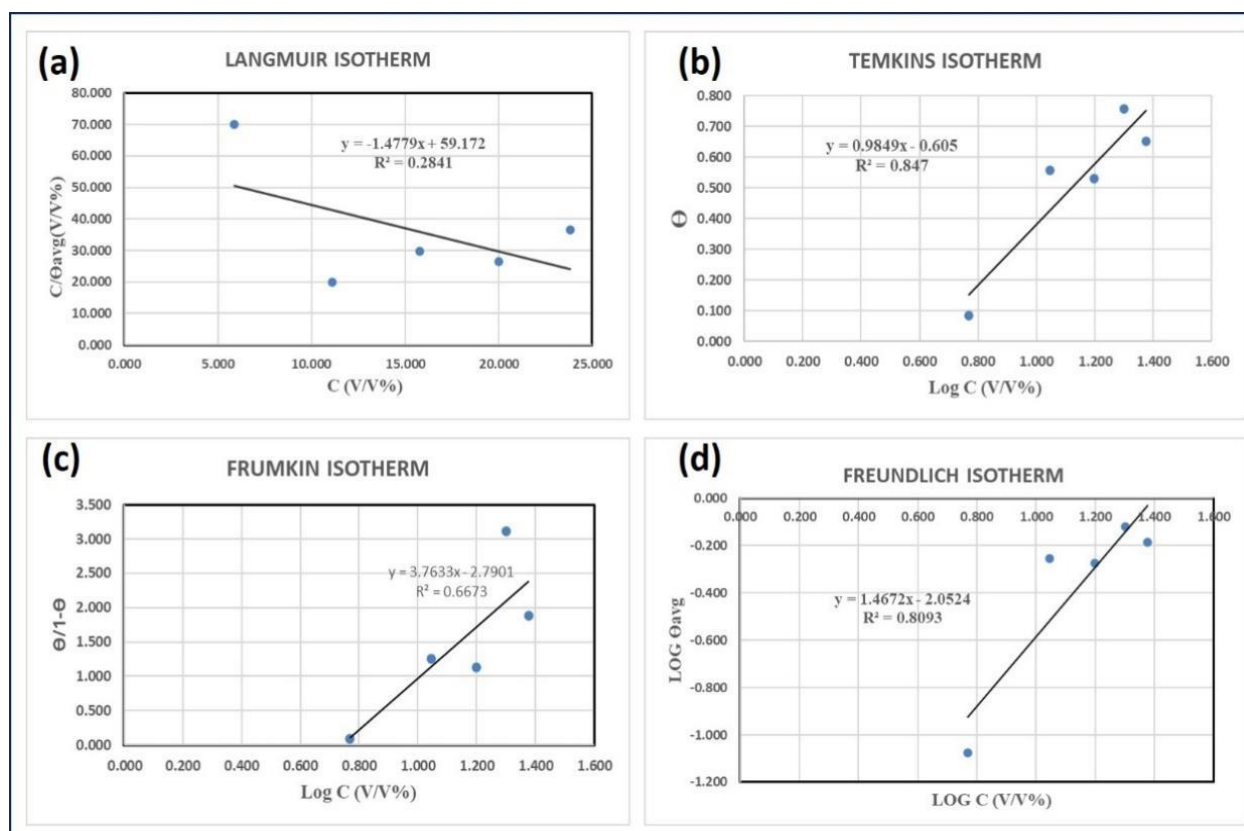 (a)
LANGMUIR ISOTHERM
80.000
70.000
60.000
50.000
40.000
30.000
20.000
10.000
0.000
y = -1.4779x + 59.172
R² = 0.2841
C/Θavg(V/V%)
0.000 5.000 10.000 15.000 20.000 25.000
C (V/V%)
(b)
TEMKINS ISOTHERM
0.800
0.700
0.600
0.500
0.400
0.300
0.200
0.100
0.000
y = 0.9849x - 0.605
R² = 0.847
Θ
0.000 0.200 0.400 0.600 0.800 1.000 1.200 1.400 1.600
Log C (V/V%)
(c)
FRUMKIN ISOTHERM
3.500
3.000
2.500
2.000
1.500
1.000
0.500
0.000
y = 3.7633x - 2.7901
R² = 0.6673
Θ/1-Θ
0.000 0.200 0.400 0.600 0.800 1.000 1.200 1.400 1.600
Log C (V/V%)
(d)
FREUNDLICH ISOTHERM
0.000
0.000 0.200 0.400 0.600 0.800 1.000 1.200 1.400 1.600
-0.200
-0.400
-0.600
-0.800
-1.000
-1.200
y = 1.4672x - 2.0524
R² = 0.8093
LOG Θavg
LOG C (V/V%)